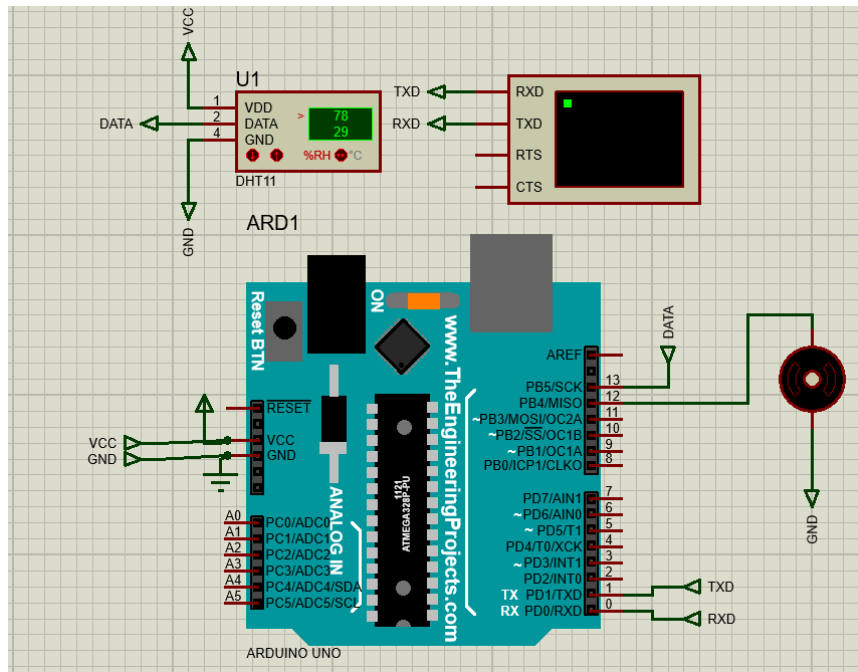 VCC
U1
1
VDD
DATA
2
DATA
4
GND
>
78
29
%RH
°C
DHT11
GND
TXD
RXD
RXD
TXD
RTS
CTS
ARD1
Reset BTN
ON
www.TheEngineeringProjects.com
ANALOG IN
1121
ATMEGA328P-PU
RESET
VCC
VCC
GND
GND
A0
PC0/ADC0
A1
PC1/ADC1
A2
PC2/ADC2
A3
PC3/ADC3
A4
PC4/ADC4/SDA
A5
PC5/ADC5/SCL
AREF
PB5/SCK
13
DATA
PB4/MISO
12
~PB3/MOSI/OC2A
11
~PB2/SS/OC1B
10
~PB1/OC1A
9
PB0/ICP1/CLKO
8
PD7/AIN1
7
~PD6/AIN0
6
~PD5/T1
5
PD4/T0/XCK
4
~PD3/INT1
3
PD2/INT0
2
TX
PD1/TXD
1
TXD
RX
PD0/RXD
0
RXD
GND
ARDUINO UNO